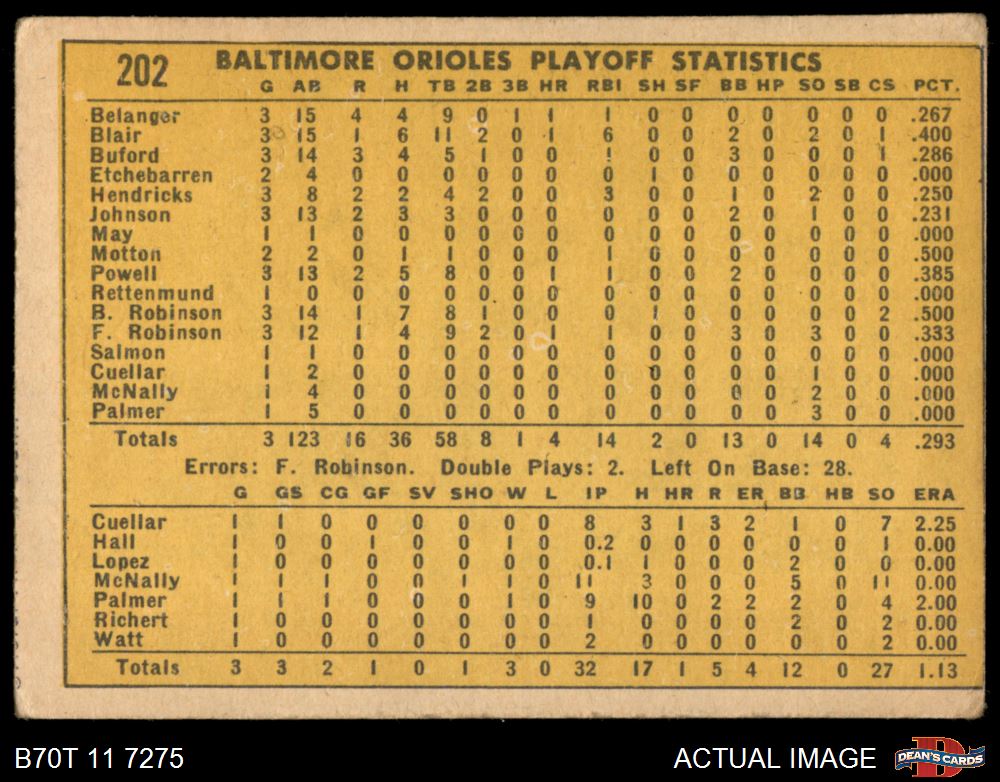 202 BALTIMORE ORIOLES PLAYOFF STATISTICS
G AB R H TB 2B 3B HR RBI SH SF BB HP SO SB CS PCT.
Belanger 3 15 4 4 9 0 1 1 1 0 0 0 0 0 0 0 .267
Blair 3 15 1 6 11 2 0 1 6 0 0 2 0 2 0 1 .400
Buford 3 14 3 4 5 1 0 0 1 0 0 3 0 0 0 1 .286
Etchebarren 2 4 0 0 0 0 0 0 0 1 0 0 0 0 0 0 .000
Hendricks 3 8 2 2 4 2 0 0 3 0 0 1 0 2 0 0 .250
Johnson 3 13 2 3 3 0 0 0 0 0 0 2 0 1 0 0 .231
May 1 1 0 0 0 0 0 0 0 0 0 0 0 0 0 0 .000
Motton 2 2 0 1 1 0 0 0 1 0 0 0 0 0 0 0 .500
Powell 3 13 2 5 8 0 0 1 1 0 0 2 0 0 0 0 .385
Rettenmund 1 0 0 0 0 0 0 0 0 0 0 0 0 0 0 0 .000
B. Robinson 3 14 1 7 8 1 0 0 0 1 0 0 0 0 0 2 .500
F. Robinson 3 12 1 4 9 2 0 1 1 0 0 3 0 3 0 0 .333
Salmon 1 1 0 0 0 0 0 0 0 0 0 0 0 0 0 0 .000
Cuellar 1 2 0 0 0 0 0 0 0 0 0 0 0 1 0 0 .000
McNally 1 4 0 0 0 0 0 0 0 0 0 0 0 2 0 0 .000
Palmer 1 5 0 0 0 0 0 0 0 0 0 0 0 3 0 0 .000
Totals 3 123 16 36 58 8 1 4 14 2 0 13 0 14 0 4 .293
Errors: F. Robinson. Double Plays: 2. Left On Base: 28.
G GS CG GF SV SHO W L IP H HR R ER BB HB SO ERA
Cuellar 1 1 0 0 0 0 0 0 8 3 1 3 2 1 0 7 2.25
Hall 1 0 0 1 0 0 1 0 0.2 0 0 0 0 0 0 1 0.00
Lopez 1 0 0 0 0 0 0 0 0.1 1 0 0 0 2 0 0 0.00
McNally 1 1 1 0 0 1 1 0 11 3 0 0 0 5 0 11 0.00
Palmer 1 1 1 0 0 0 1 0 9 10 0 2 2 2 0 4 2.00
Richert 1 0 0 0 0 0 0 0 1 0 0 0 0 2 0 2 0.00
Watt 1 0 0 0 0 0 0 0 2 0 0 0 0 0 0 2 0.00
Totals 3 3 2 1 0 1 3 0 32 17 1 5 4 12 0 27 1.13
B70T 11 7275 ACTUAL IMAGE DEAN'S CARDS